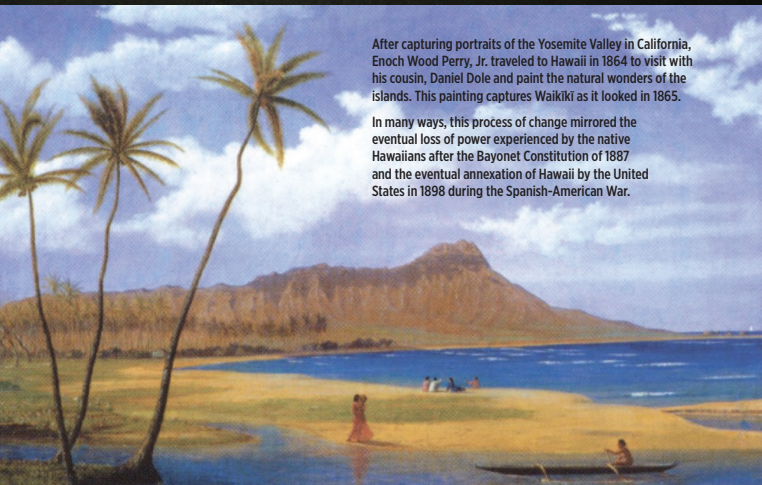 After capturing portraits of the Yosemite Valley in California,
Enoch Wood Perry, Jr. traveled to Hawaii in 1864 to visit with
his cousin, Daniel Dole and paint the natural wonders of the
islands. This painting captures Waikīkī as it looked in 1865.
In many ways, this process of change mirrored the
eventual loss of power experienced by the native
Hawaiians after the Bayonet Constitution of 1887
and the eventual annexation of Hawaii by the United
States in 1898 during the Spanish-American War.